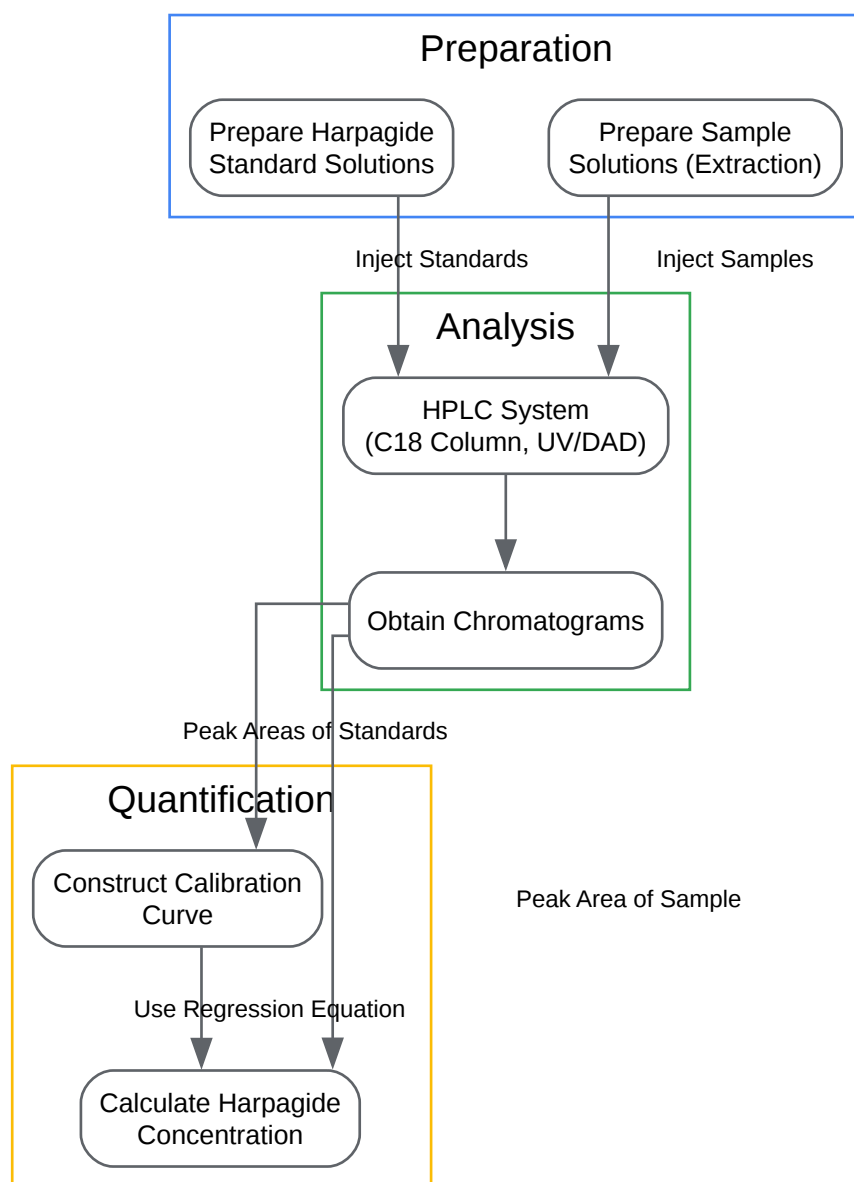 Preparation
Prepare Harpagide
Standard Solutions
Prepare Sample
Solutions (Extraction)
Inject Standards
Inject Samples
Analysis
HPLC System
(C18 Column, UV/DAD)
Obtain Chromatograms
Peak Areas of Standards
Quantification
Construct Calibration
Curve
Peak Area of Sample
Use Regression Equation
Calculate Harpagide
Concentration